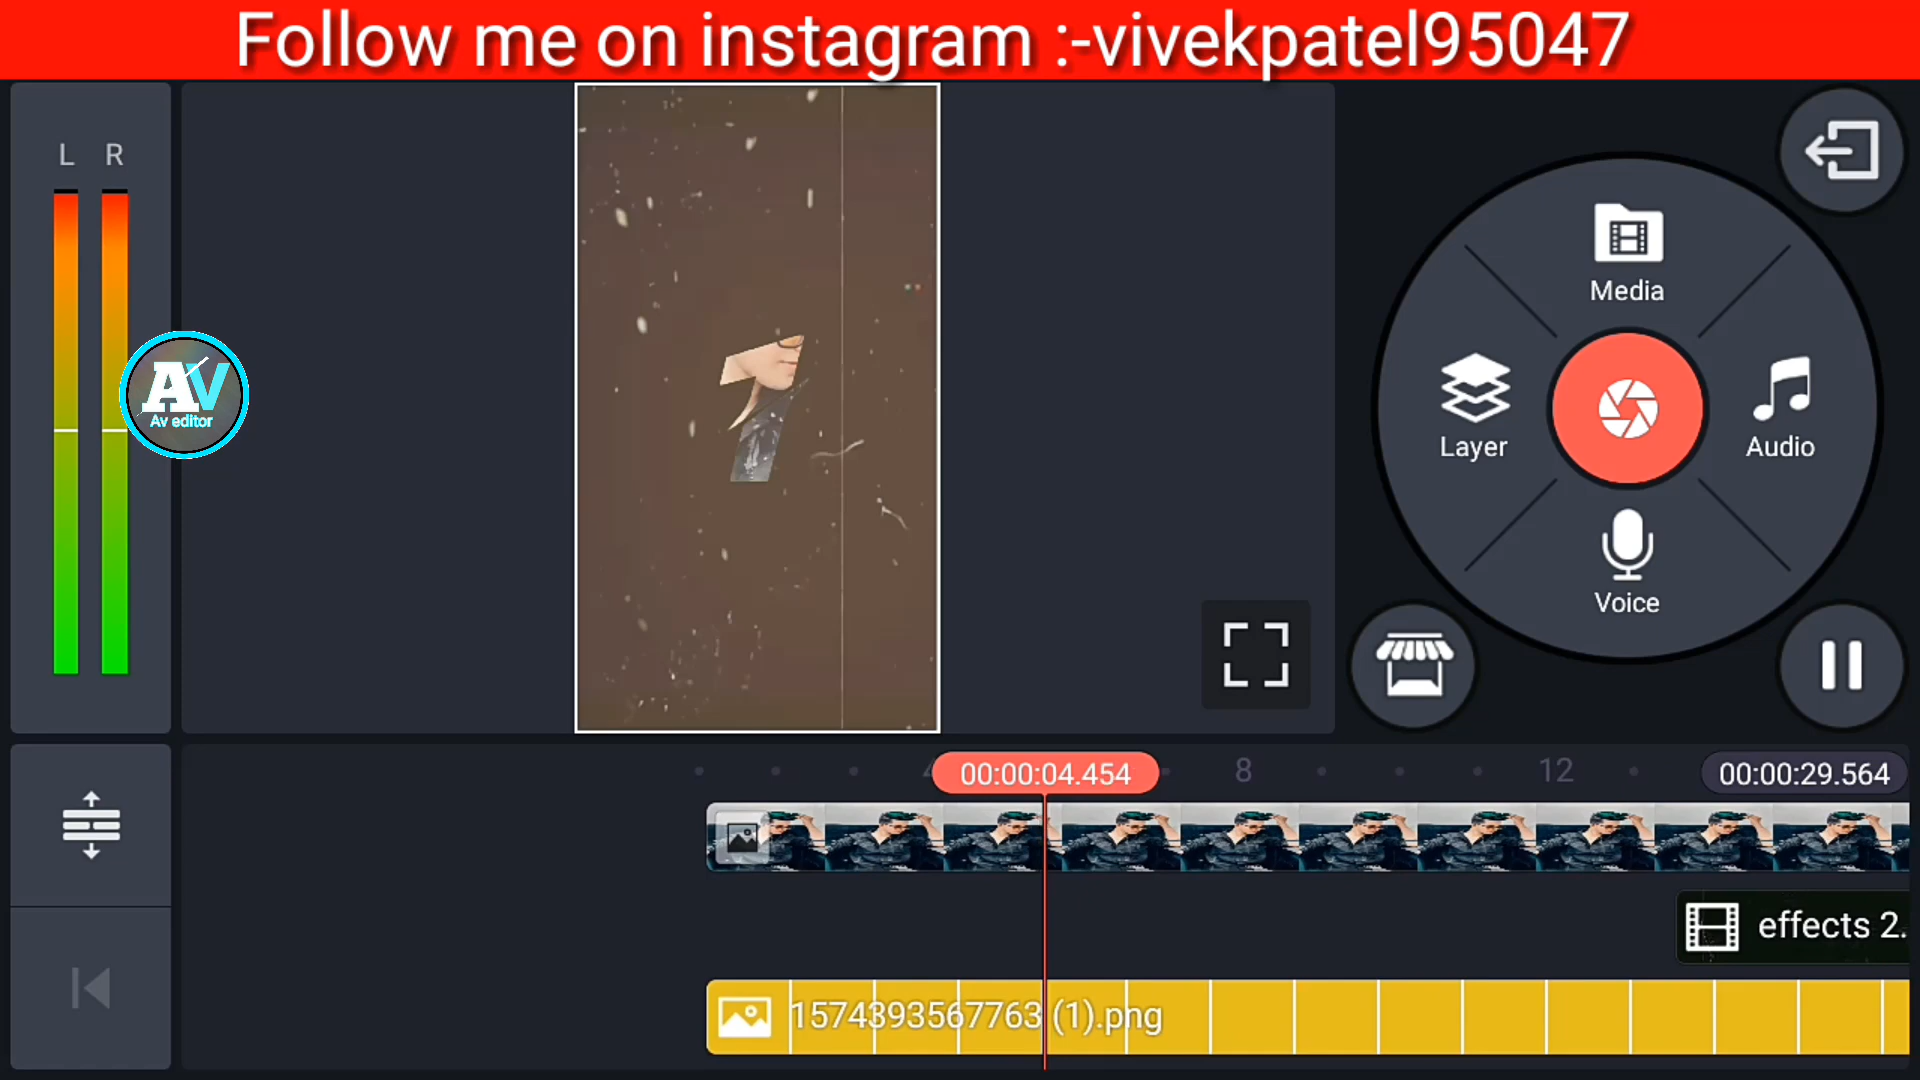 Follow me on instagram :-vivekpatel95047
L R
AV
Av editor
Media
Layer
Audio
Voice
00:00:04.454
8
12
00:00:29.564
effects 2.
1574393567763 (1).png